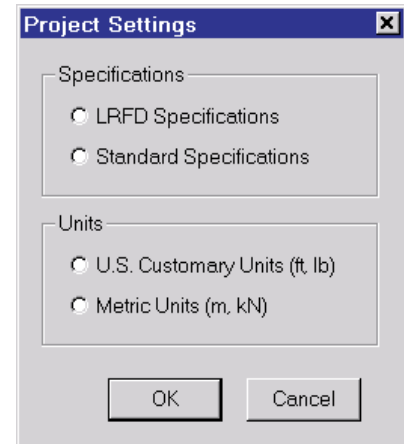 Project Settings
Specifications
LRFD Specifications
Standard Specifications
Units
U.S. Customary Units (ft, lb)
Metric Units (m, kN)
OK Cancel